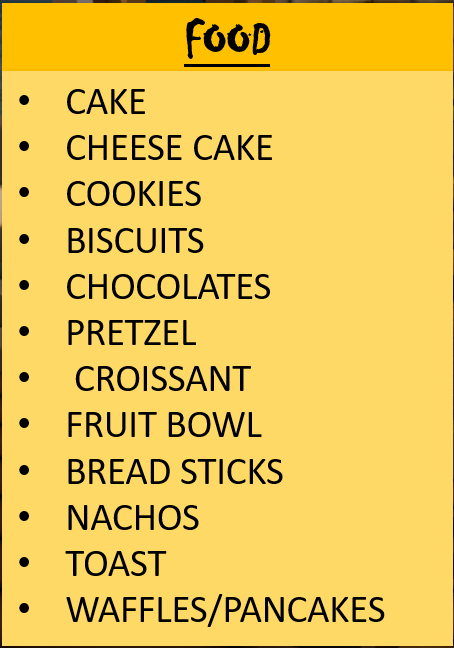 FOOD
• CAKE
• CHEESE CAKE
• COOKIES
• BISCUITS
• CHOCOLATES
• PRETZEL
• CROISSANT
• FRUIT BOWL
• BREAD STICKS
• NACHOS
• TOAST
• WAFFLES/PANCAKES